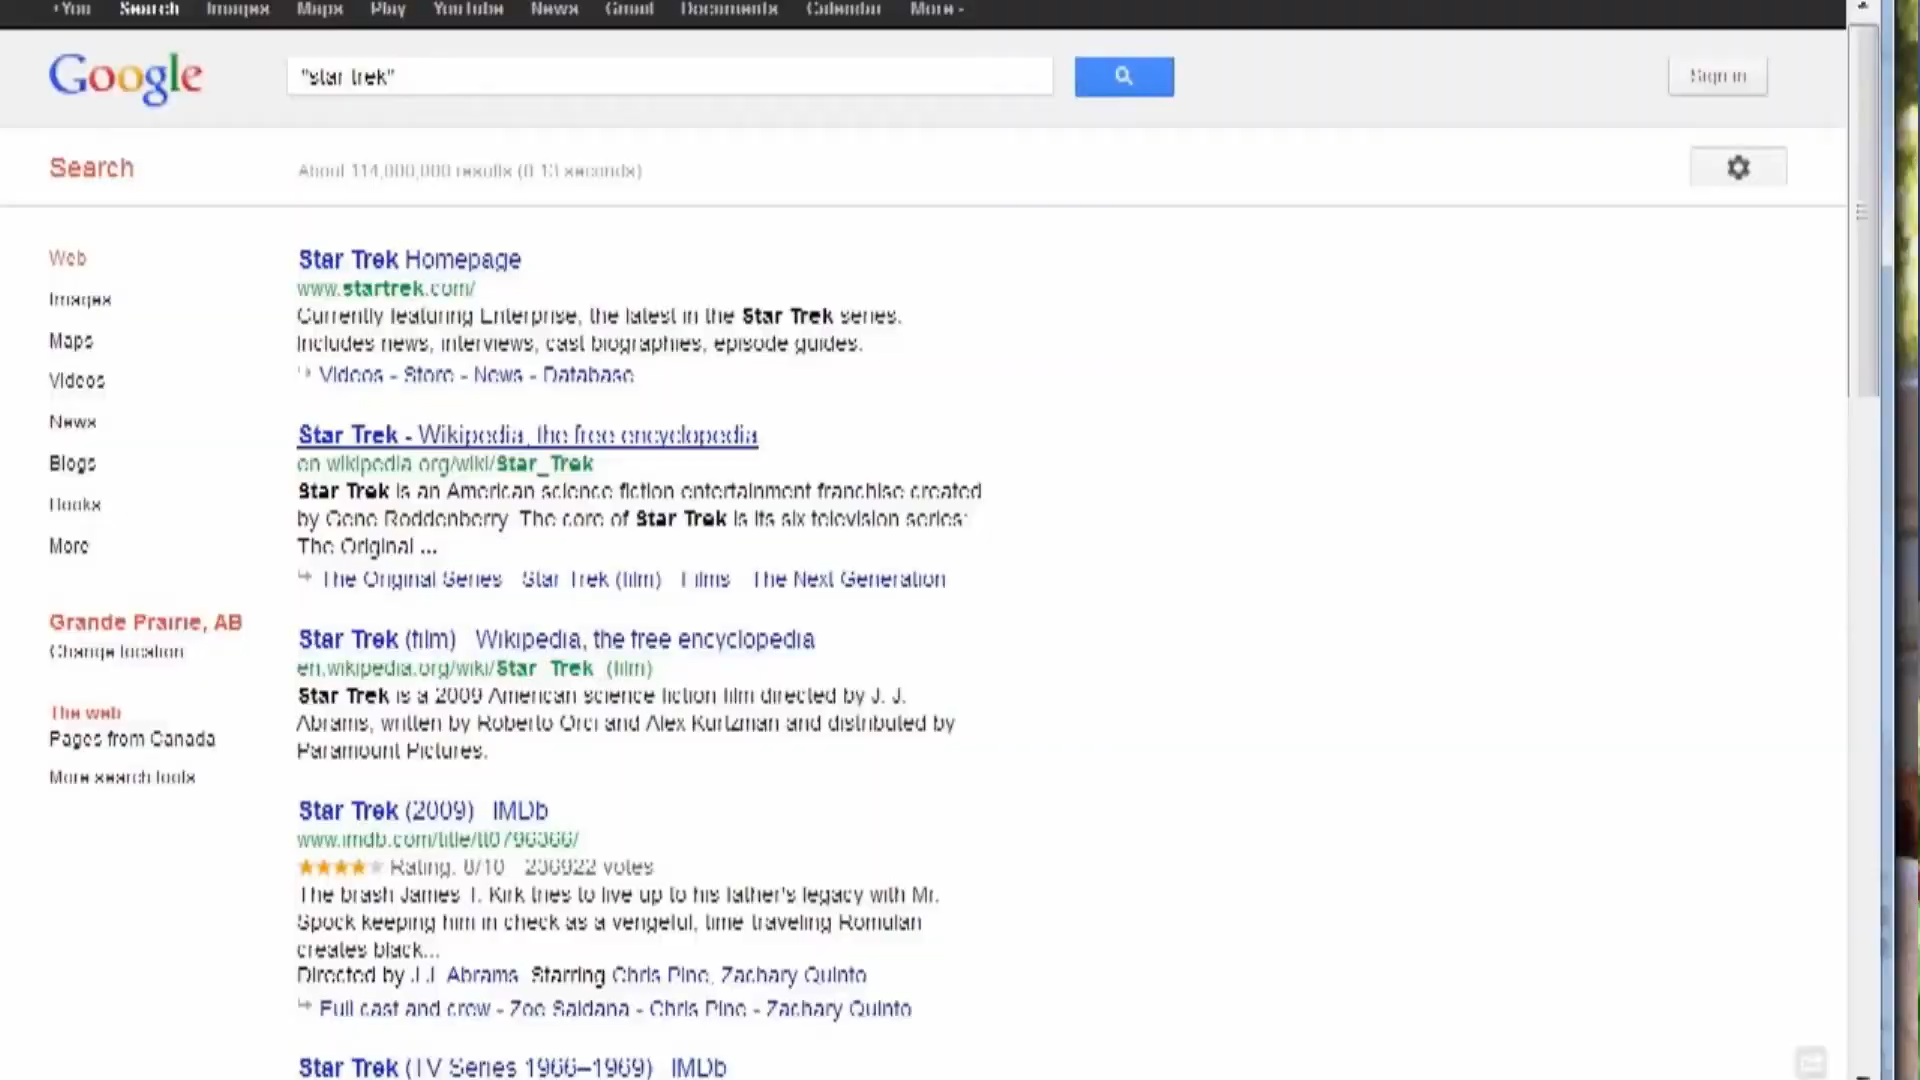 +You Search Images Maps Play YouTube News Gmail Documents Calendar More
Google
"star trek"
Sign in
Search
About 114,000,000 results (0.13 seconds)
Web
Images
Maps
Videos
News
Blogs
Books
More
Grande Prairie, AB
Change location
The web
Pages from Canada
More search tools
Star Trek Homepage
www.startrek.com/
Currently featuring Enterprise, the latest in the Star Trek series.
Includes news, interviews, cast biographies, episode guides.
Videos - Store - News - Database
Star Trek - Wikipedia, the free encyclopedia
en.wikipedia.org/wiki/Star_Trek
Star Trek is an American science fiction entertainment franchise created
by Gene Roddenberry. The core of Star Trek is its six television series:
The Original ...
The Original Series - Star Trek (film) - Films - The Next Generation
Star Trek (film) - Wikipedia, the free encyclopedia
en.wikipedia.org/wiki/Star_Trek_(film)
Star Trek is a 2009 American science fiction film directed by J. J.
Abrams, written by Roberto Orci and Alex Kurtzman and distributed by
Paramount Pictures.
Star Trek (2009) - IMDb
www.imdb.com/title/tt0796366/
Rating: 8/10 - 236922 votes
The brash James T. Kirk tries to live up to his father's legacy with Mr.
Spock keeping him in check as a vengeful, time traveling Romulan
creates black...
Directed by J.J. Abrams. Starring Chris Pine, Zachary Quinto
Full cast and crew - Zoe Saldana - Chris Pine - Zachary Quinto
Star Trek (TV Series 1966–1969) - IMDb